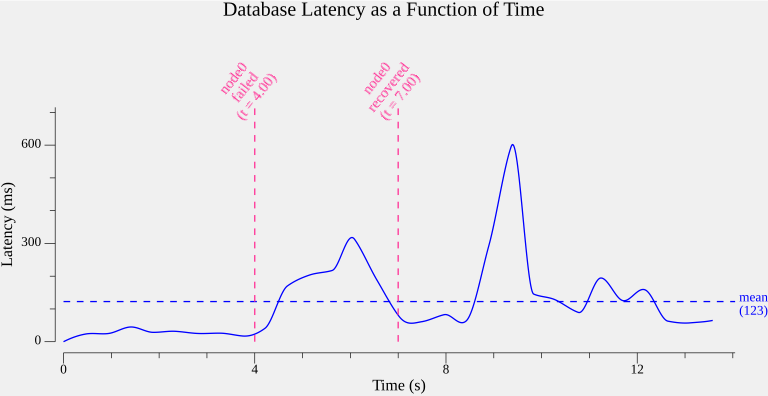 Database Latency as a Function of Time
node0
failed
(t = 4.00)
node0
recovered
(t = 7.00)
Latency (ms)
600
300
0
mean
(123)
0
4
8
12
Time (s)